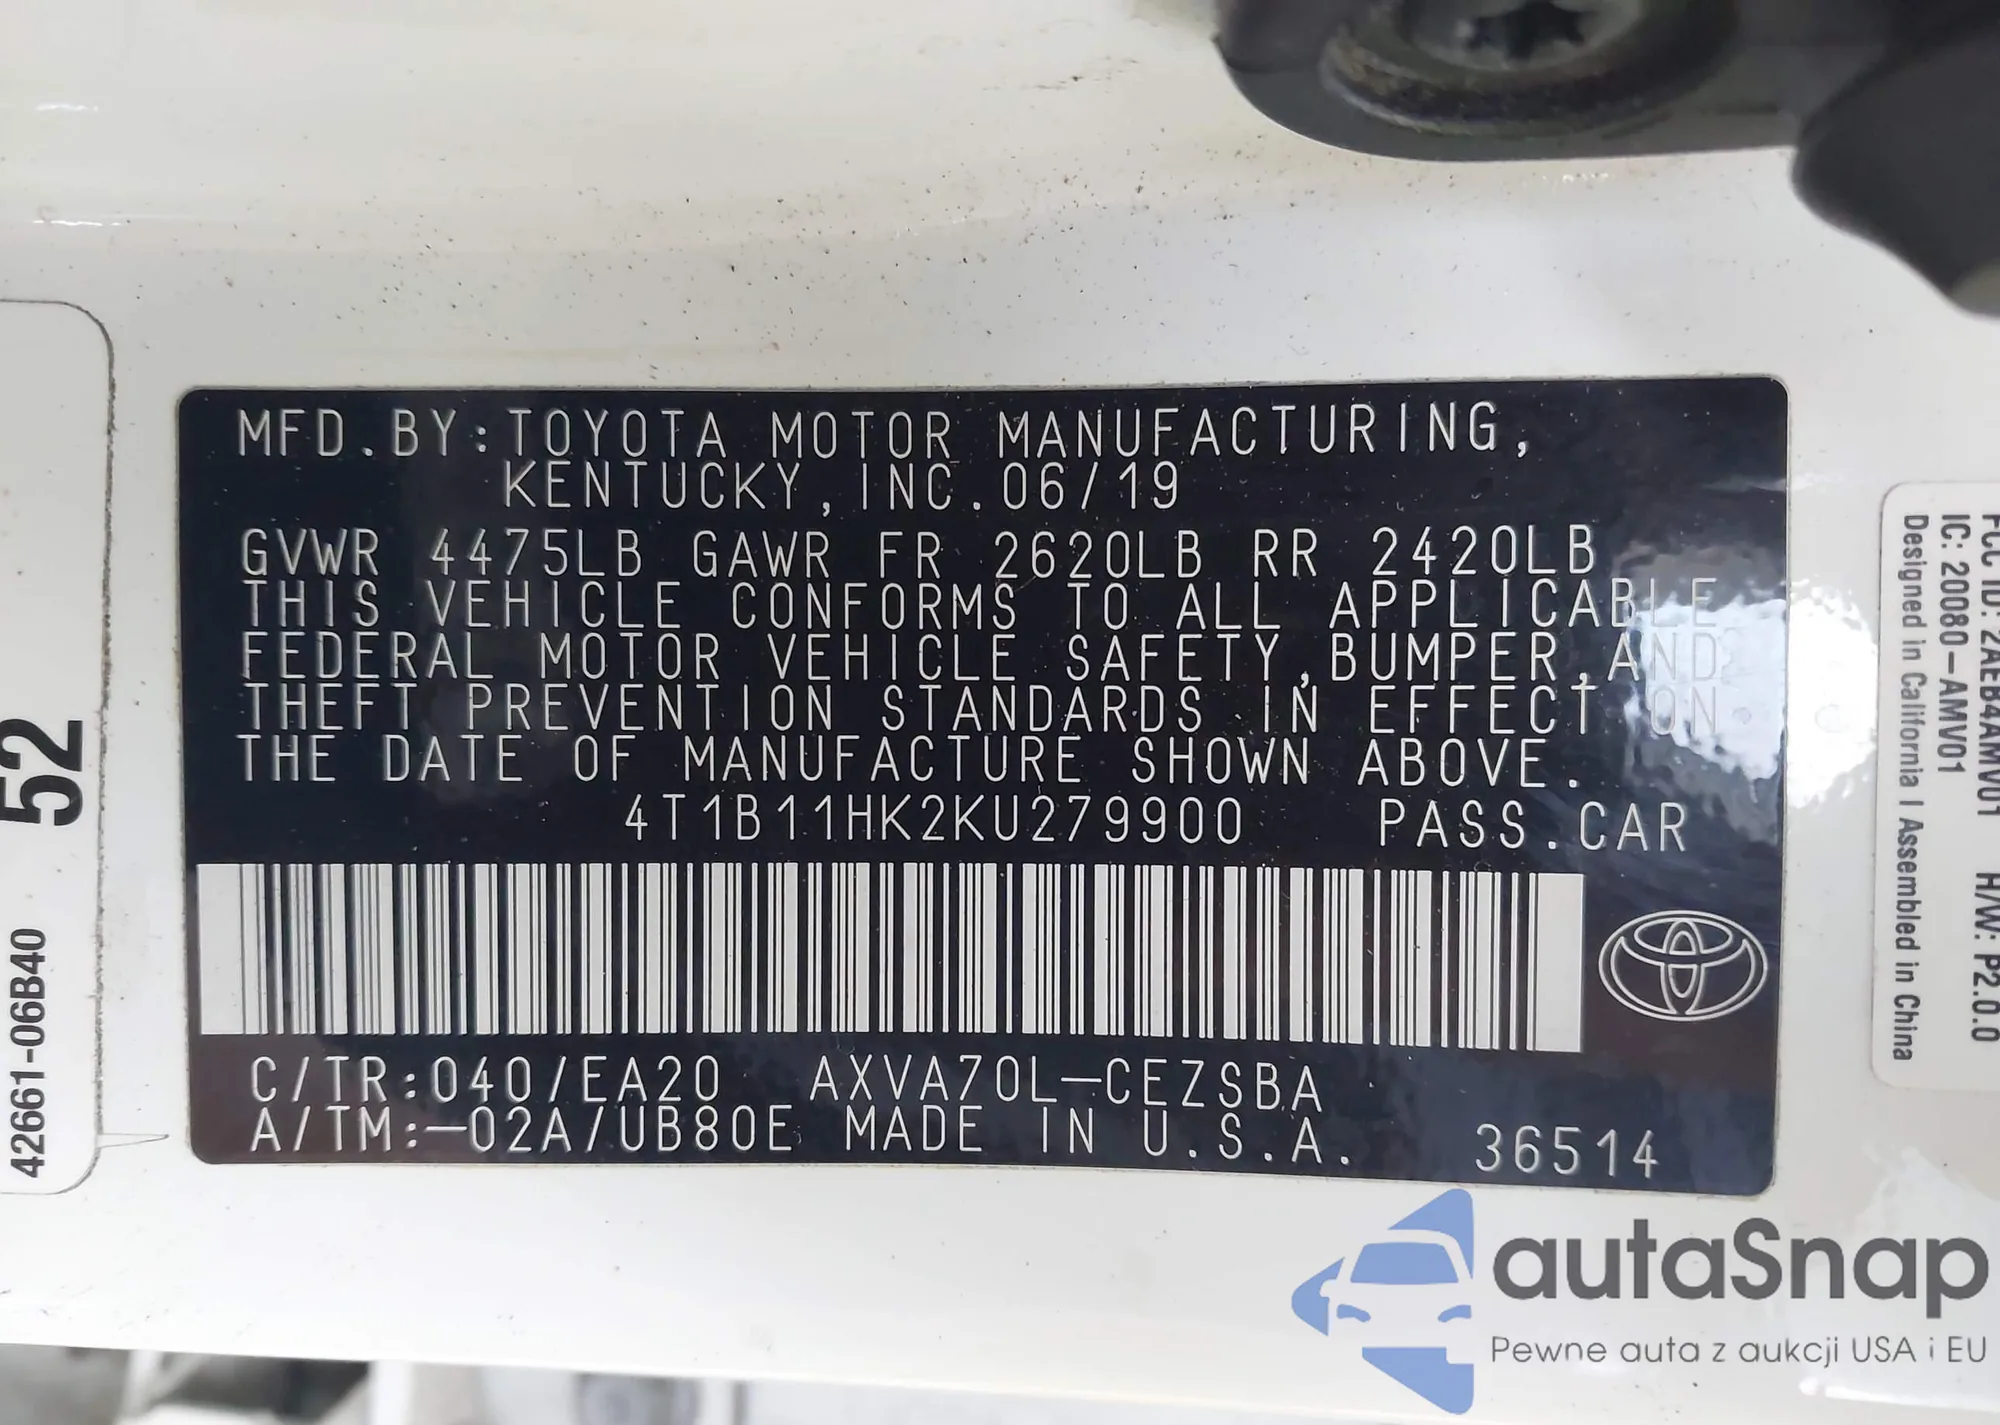 MFD.BY:TOYOTA MOTOR MANUFACTURING,
KENTUCKY,INC.06/19
GVWR 4475LB GAWR FR 2620LB RR 2420LB
THIS VEHICLE CONFORMS TO ALL APPLICABLE
FEDERAL MOTOR VEHICLE SAFETY,BUMPER,AND
THEFT PREVENTION STANDARDS IN EFFECT ON
THE DATE OF MANUFACTURE SHOWN ABOVE.
4T1B11HK2KU279900 PASS.CAR
C/TR:040/EA20 AXVA70L-CEZSBA
A/TM:-02A/UB80E MADE IN U.S.A. 36514
52
42661-06B40
FCC ID: 2AEB4AMV01 H/W: P2.0.0
IC: 20080-AMV01
Designed in California | Assembled in China
autaSnap
Pewne auta z aukcji USA i EU